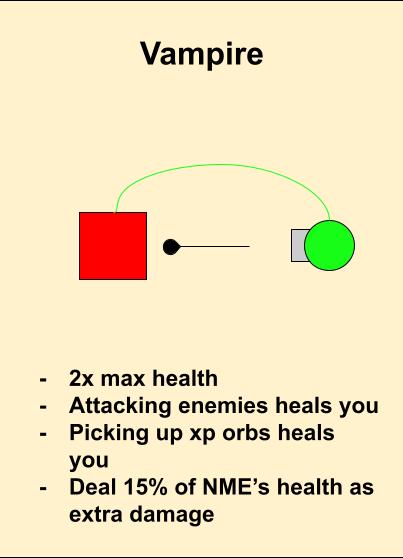 Vampire
- 2x max health
- Attacking enemies heals you
- Picking up xp orbs heals
you
- Deal 15% of NME’s health as
extra damage